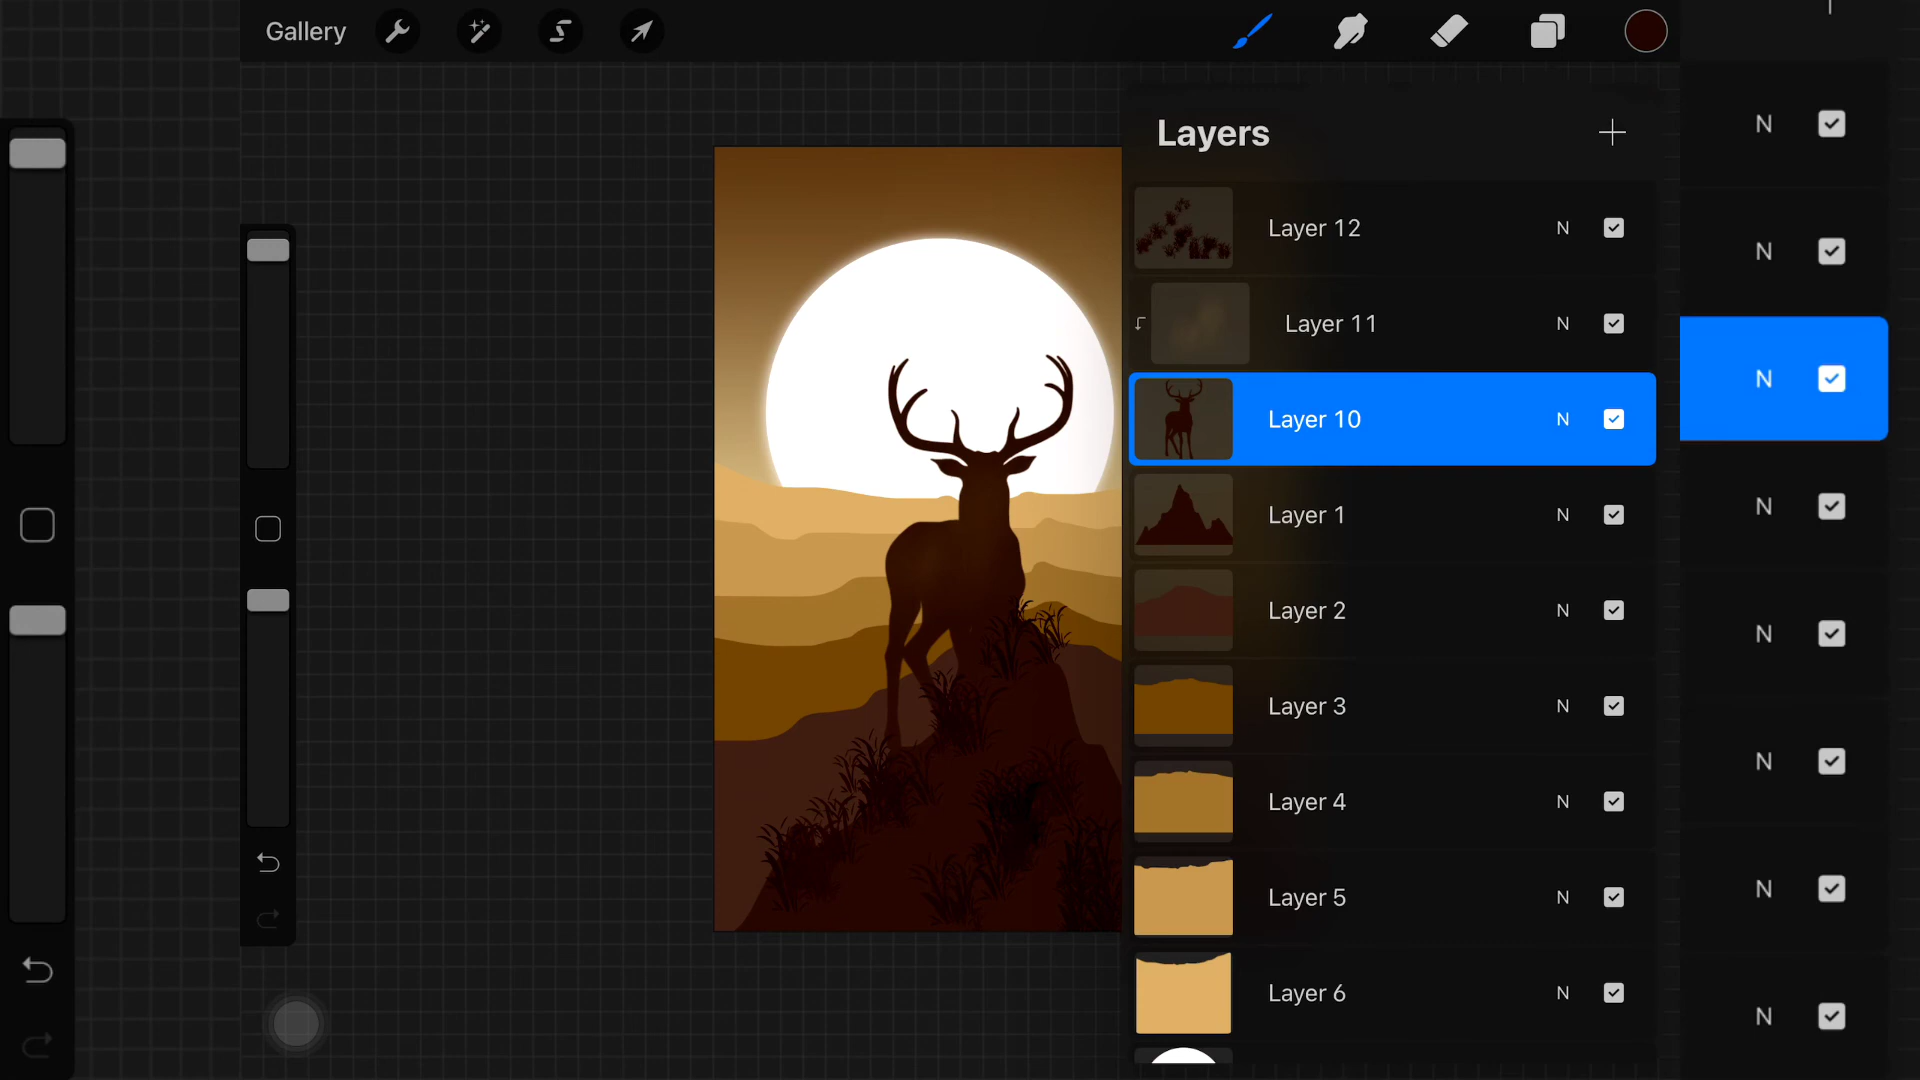 Gallery
Layers
Layer 12 N
Layer 11 N
Layer 10 N
Layer 1 N
Layer 2 N
Layer 3 N
Layer 4 N
Layer 5 N
Layer 6 N
N
N
N
N
N
N
N
N